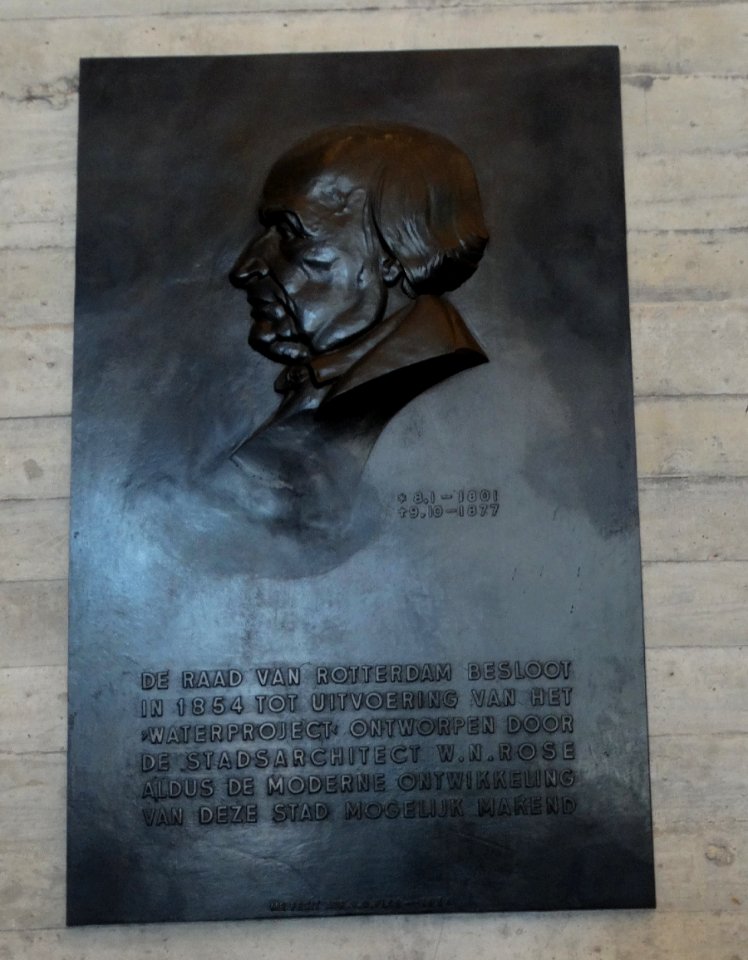 * 8.1 – 1801
† 9.10 – 1877
DE RAAD VAN ROTTERDAM BESLOOT
IN 1854 TOT UITVOERING VAN HET
›WATERPROJECT‹ ONTWORPEN DOOR
DE STADSARCHITECT W.N. ROSE
ALDUS DE MODERNE ONTWIKKELING
VAN DEZE STAD MOGELIJK MAKEND